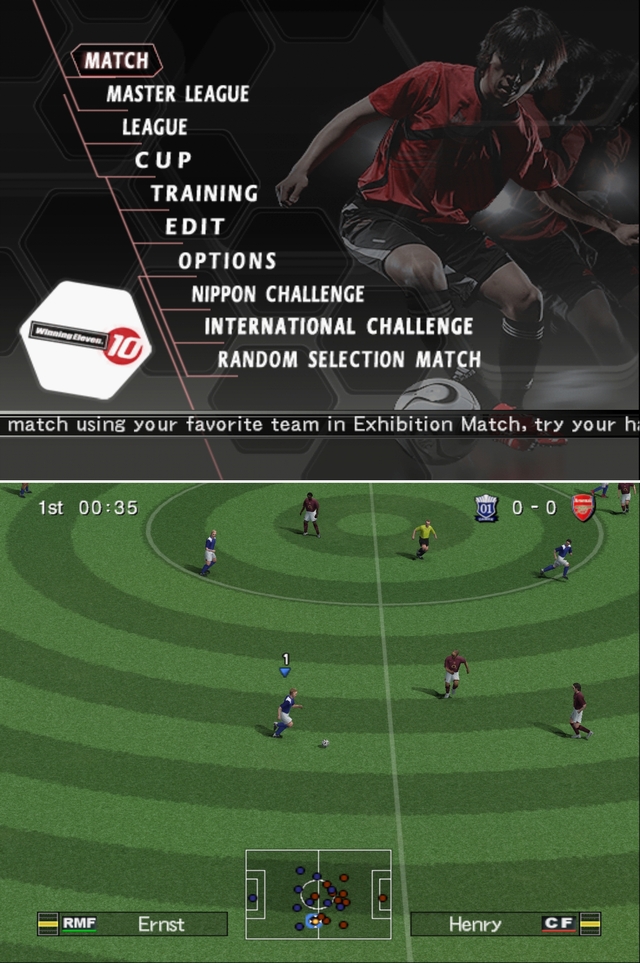 MATCH
MASTER LEAGUE
LEAGUE
CUP
TRAINING
EDIT
OPTIONS
NIPPON CHALLENGE
INTERNATIONAL CHALLENGE
RANDOM SELECTION MATCH
Winning Eleven. 10
match using your favorite team in Exhibition Match, try your ha
1st 00:35
01 0 - 0 Arsenal
1
RMF Ernst
Henry CF